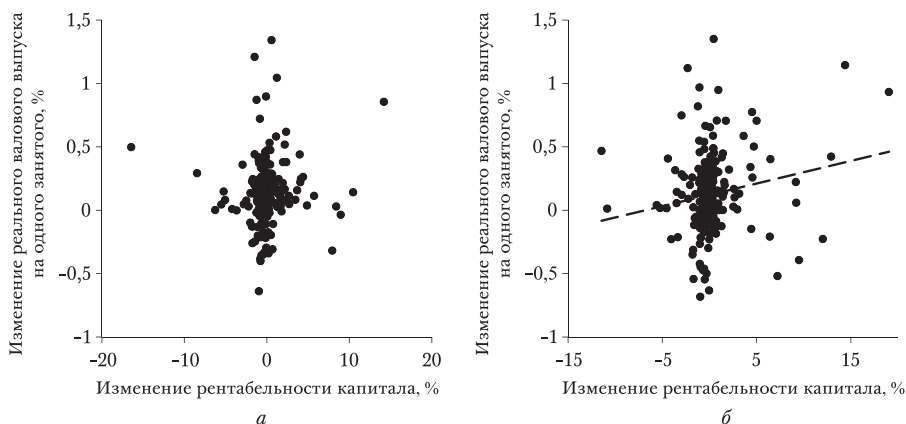 Изменение реального валового выпуска
на одного занятого, %
1,5
1
0,5
0
–0,5
–1
–20
–10
0
10
20
Изменение рентабельности капитала, %
а
Изменение реального валового выпуска
на одного занятого, %
1,5
1
0,5
0
–0,5
–1
–15
–5
5
15
Изменение рентабельности капитала, %
б